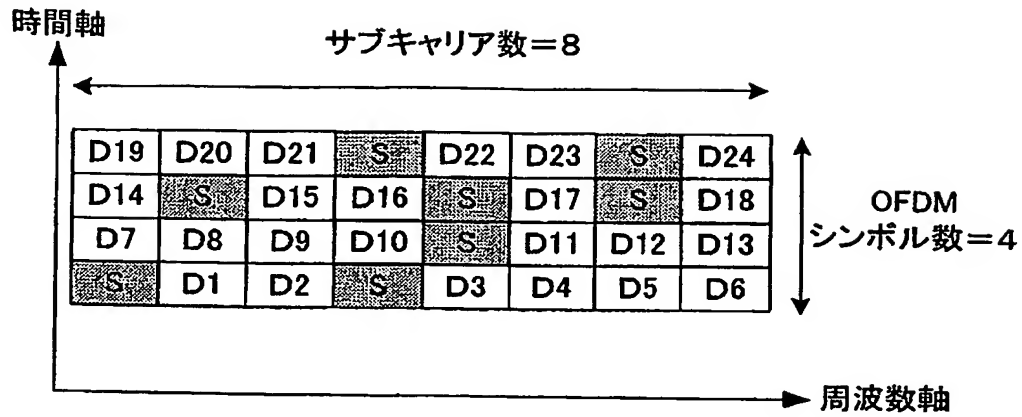 時間軸
サブキャリア数=8
D19 D20 D21 S D22 D23 S D24
D14 S D15 D16 S D17 S D18
D7 D8 D9 D10 S D11 D12 D13
S D1 D2 S D3 D4 D5 D6
OFDM
シンボル数=4
周波数軸